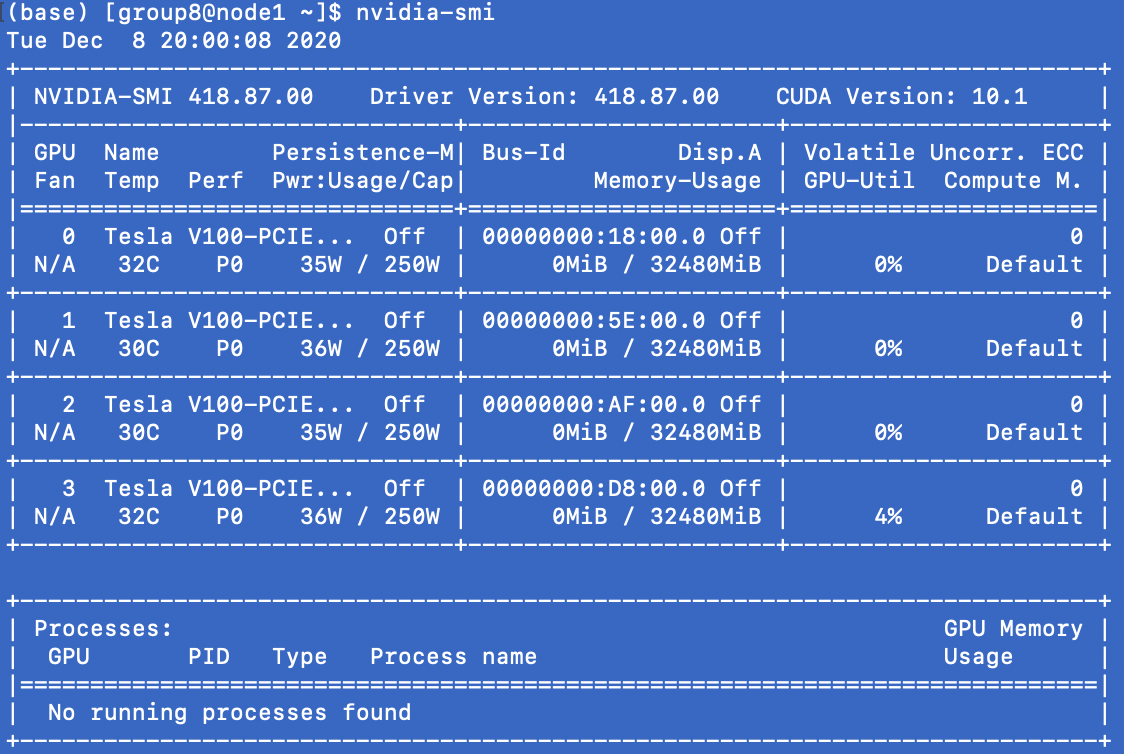 (base) [group8@node1 ~]$ nvidia-smi
Tue Dec  8 20:00:08 2020
+-----------------------------------------------------------------------------+
| NVIDIA-SMI 418.87.00    Driver Version: 418.87.00    CUDA Version: 10.1     |
|-------------------------------+----------------------+----------------------+
| GPU  Name        Persistence-M| Bus-Id        Disp.A | Volatile Uncorr. ECC |
| Fan  Temp  Perf  Pwr:Usage/Cap|         Memory-Usage | GPU-Util  Compute M. |
|===============================+======================+======================|
|   0  Tesla V100-PCIE...  Off  | 00000000:18:00.0 Off |                    0 |
| N/A   32C    P0    35W / 250W |      0MiB / 32480MiB |      0%      Default |
+-------------------------------+----------------------+----------------------+
|   1  Tesla V100-PCIE...  Off  | 00000000:5E:00.0 Off |                    0 |
| N/A   30C    P0    36W / 250W |      0MiB / 32480MiB |      0%      Default |
+-------------------------------+----------------------+----------------------+
|   2  Tesla V100-PCIE...  Off  | 00000000:AF:00.0 Off |                    0 |
| N/A   30C    P0    35W / 250W |      0MiB / 32480MiB |      0%      Default |
+-------------------------------+----------------------+----------------------+
|   3  Tesla V100-PCIE...  Off  | 00000000:D8:00.0 Off |                    0 |
| N/A   32C    P0    36W / 250W |      0MiB / 32480MiB |      4%      Default |
+-------------------------------+----------------------+----------------------+

+-----------------------------------------------------------------------------+
| Processes:                                                       GPU Memory |
|  GPU       PID   Type   Process name                             Usage      |
|=============================================================================|
|  No running processes found                                                 |
+-----------------------------------------------------------------------------+